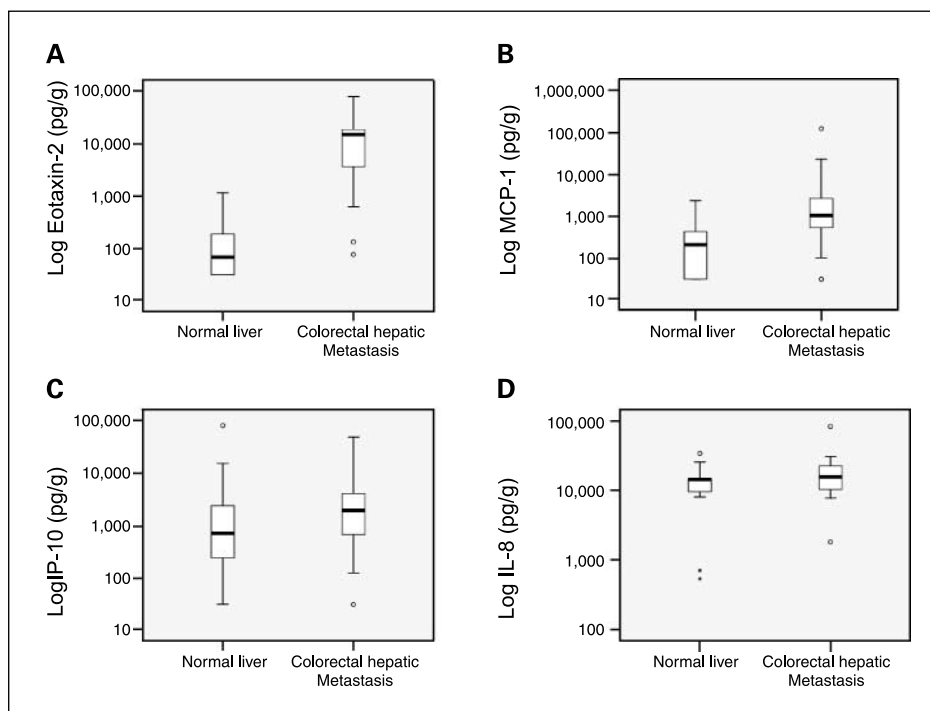 A
Log Eotaxin-2 (pg/g)
100,000
10,000
1,000
100
10
Normal liver
Colorectal hepatic
Metastasis
B
Log MCP-1 (pg/g)
1,000,000
100,000
10,000
1,000
100
10
Normal liver
Colorectal hepatic
Metastasis
C
LogIP-10 (pg/g)
100,000
10,000
1,000
100
10
Normal liver
Colorectal hepatic
Metastasis
D
Log IL-8 (pg/g)
100,000
10,000
1,000
100
Normal liver
Colorectal hepatic
Metastasis